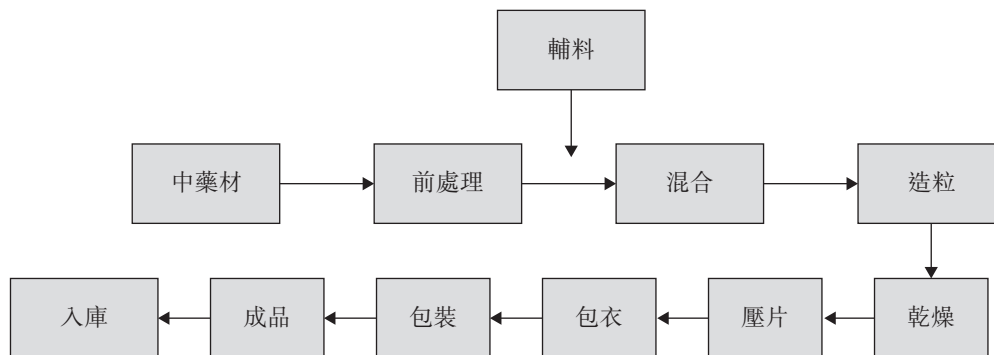 輔料
中藥材
前處理
混合
造粒
入庫
成品
包裝
包衣
壓片
乾燥